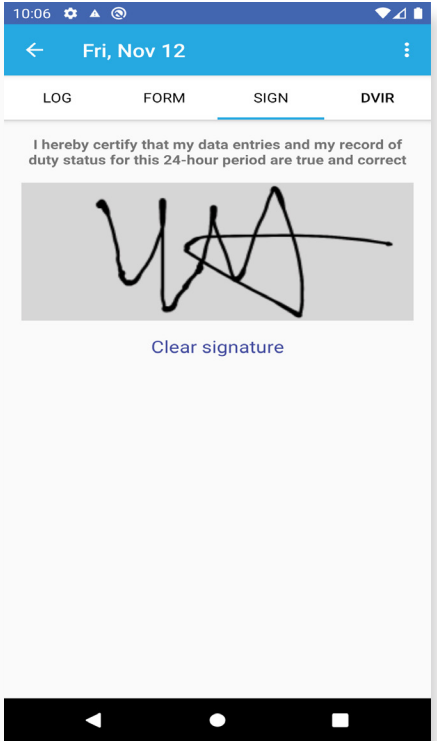 10:06
Fri, Nov 12
LOG FORM SIGN DVIR
I hereby certify that my data entries and my record of
duty status for this 24-hour period are true and correct
Clear signature